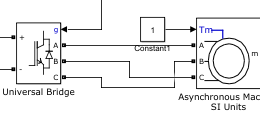 g
+
A
B
-
C
Universal Bridge
1
Constant1
Tm
A
B
C
m
Asynchronous Mac
SI Units